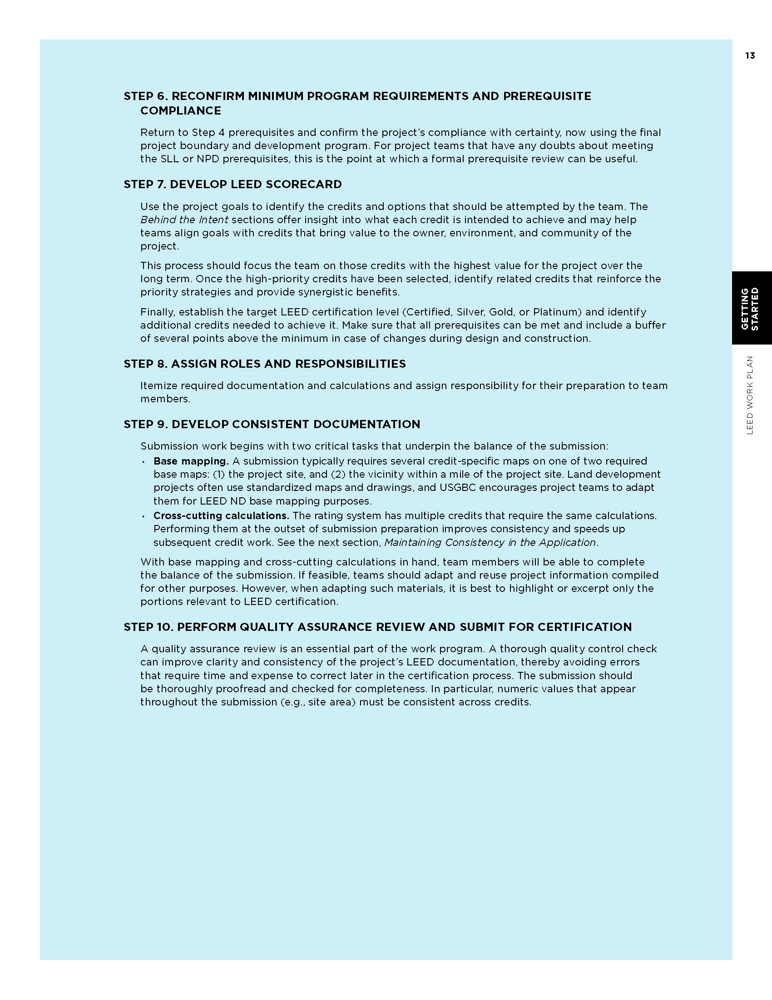 13
STEP 6. RECONFIRM MINIMUM PROGRAM REQUIREMENTS AND PREREQUISITE
COMPLIANCE
Return to Step 4 prerequisites and confirm the project’s compliance with certainty, now using the final
project boundary and development program. For project teams that have any doubts about meeting
the SLL or NPD prerequisites, this is the point at which a formal prerequisite review can be useful.
STEP 7. DEVELOP LEED SCORECARD
Use the project goals to identify the credits and options that should be attempted by the team. The
Behind the Intent sections offer insight into what each credit is intended to achieve and may help
teams align goals with credits that bring value to the owner, environment, and community of the
project.
This process should focus the team on those credits with the highest value for the project over the
long term. Once the high-priority credits have been selected, identify related credits that reinforce the
priority strategies and provide synergistic benefits.
Finally, establish the target LEED certification level (Certified, Silver, Gold, or Platinum) and identify
additional credits needed to achieve it. Make sure that all prerequisites can be met and include a buffer
of several points above the minimum in case of changes during design and construction.
STEP 8. ASSIGN ROLES AND RESPONSIBILITIES
Itemize required documentation and calculations and assign responsibility for their preparation to team
members.
STEP 9. DEVELOP CONSISTENT DOCUMENTATION
Submission work begins with two critical tasks that underpin the balance of the submission:
• Base mapping. A submission typically requires several credit-specific maps on one of two required
base maps: (1) the project site, and (2) the vicinity within a mile of the project site. Land development
projects often use standardized maps and drawings, and USGBC encourages project teams to adapt
them for LEED ND base mapping purposes.
• Cross-cutting calculations. The rating system has multiple credits that require the same calculations.
Performing them at the outset of submission preparation improves consistency and speeds up
subsequent credit work. See the next section, Maintaining Consistency in the Application.
With base mapping and cross-cutting calculations in hand, team members will be able to complete
the balance of the submission. If feasible, teams should adapt and reuse project information compiled
for other purposes. However, when adapting such materials, it is best to highlight or excerpt only the
portions relevant to LEED certification.
STEP 10. PERFORM QUALITY ASSURANCE REVIEW AND SUBMIT FOR CERTIFICATION
A quality assurance review is an essential part of the work program. A thorough quality control check
can improve clarity and consistency of the project’s LEED documentation, thereby avoiding errors
that require time and expense to correct later in the certification process. The submission should
be thoroughly proofread and checked for completeness. In particular, numeric values that appear
throughout the submission (e.g., site area) must be consistent across credits.
GETTING
STARTED
LEED WORK PLAN